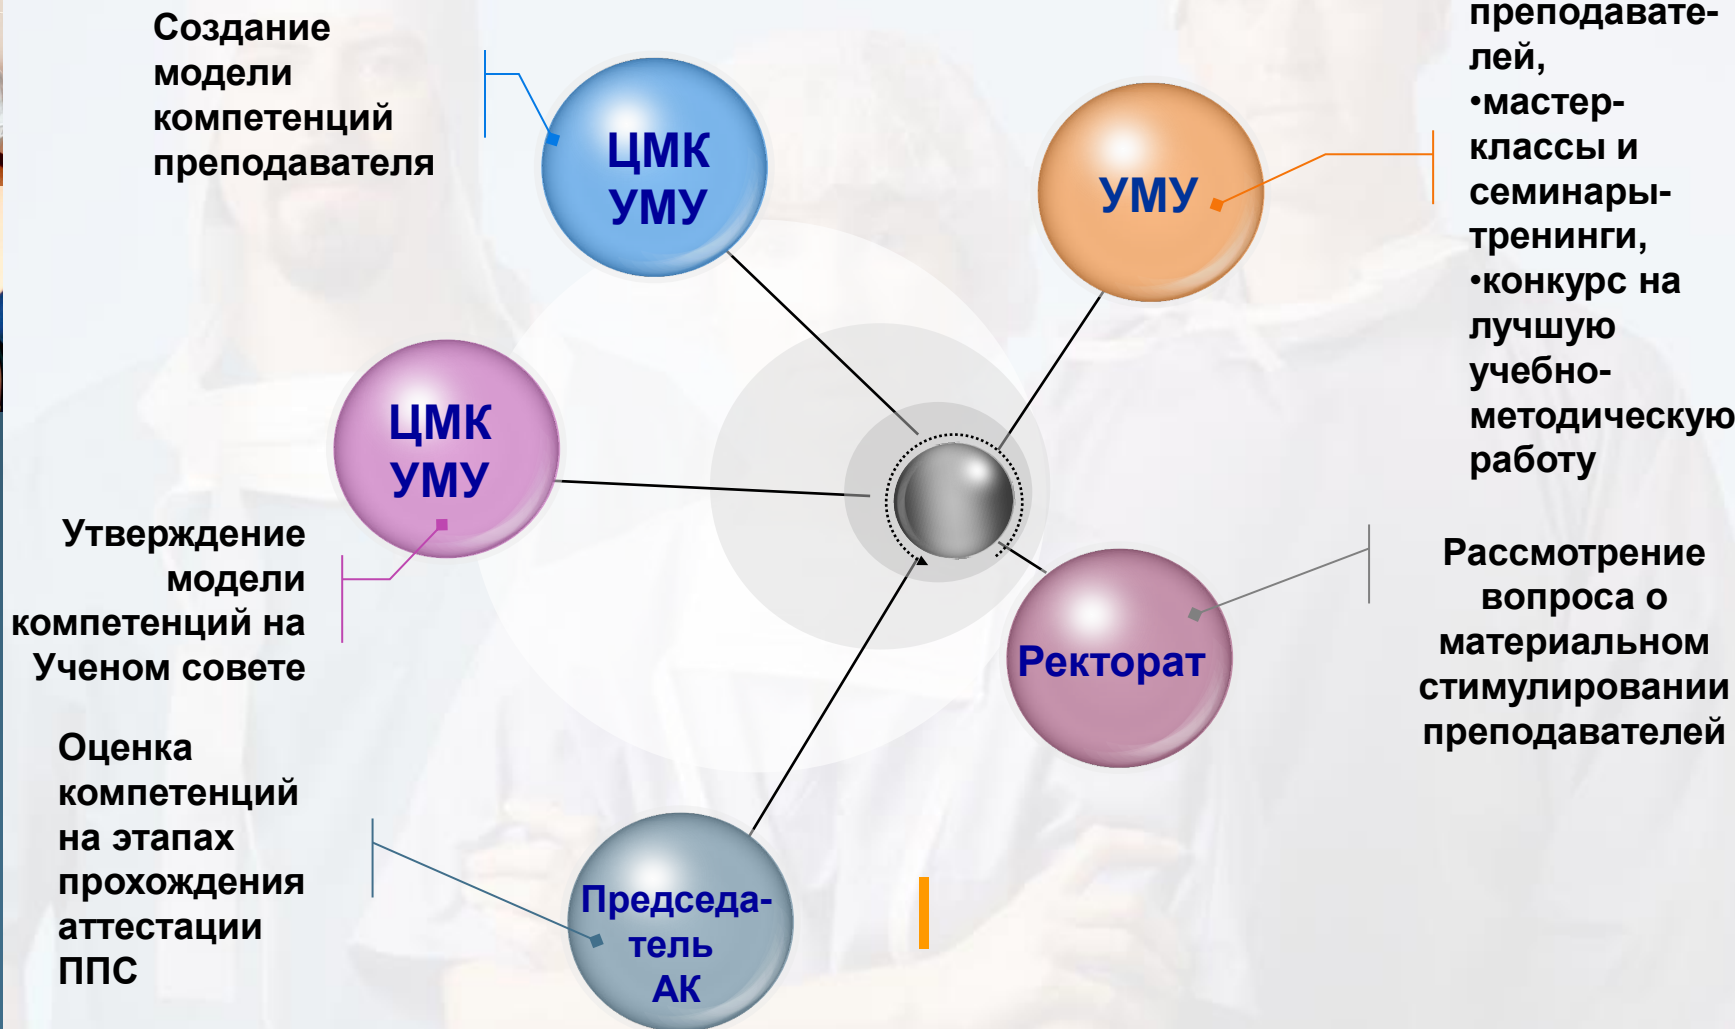 Создание
модели
компетенций
преподавателя
ЦМК
УМУ
УМУ
преподавате-
лей,
•мастер-
классы и
семинары-
тренинги,
•конкурс на
лучшую
учебно-
методическую
работу
ЦМК
УМУ
Утверждение
модели
компетенций на
Ученом совете
Ректорат
Рассмотрение
вопроса о
материальном
стимулировании
преподавателей
Оценка
компетенций
на этапах
прохождения
аттестации
ППС
Председа-
тель
АК